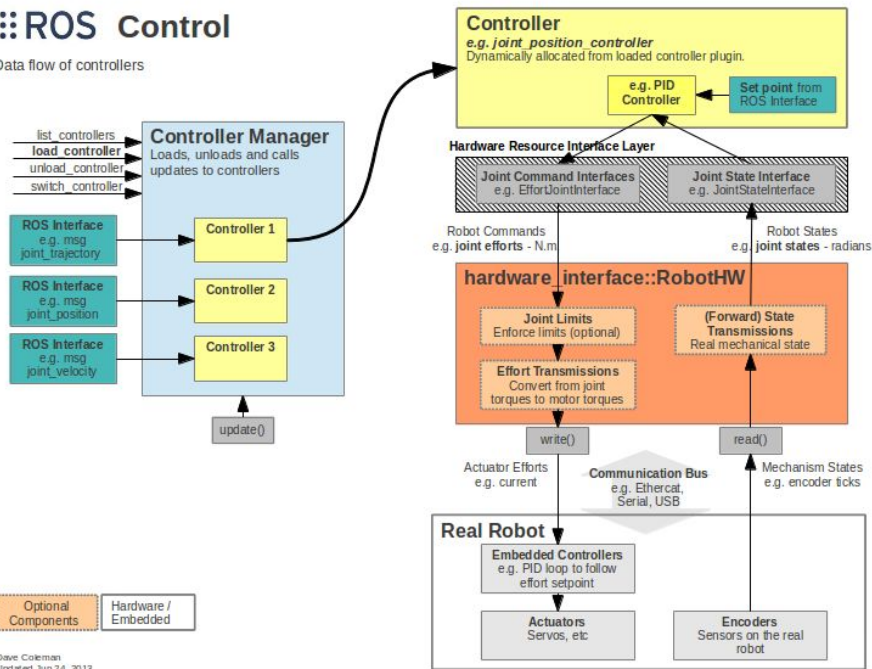 ROS Control
Data flow of controllers
list_controllers
load_controller
unload_controller
switch_controller
Controller Manager
Loads, unloads and calls
updates to controllers
ROS Interface
e.g. msg
joint_trajectory
Controller 1
ROS Interface
e.g. msg
joint_position
Controller 2
ROS Interface
e.g. msg
joint_velocity
Controller 3
update()
Controller
e.g. joint_position_controller
Dynamically allocated from loaded controller plugin.
e.g. PID
Controller
Set point from
ROS Interface
Hardware Resource Interface Layer
Joint Command Interfaces
e.g. EffortJointInterface
Joint State Interface
e.g. JointStateInterface
Robot Commands
e.g. joint efforts - N.m
Robot States
e.g. joint states - radians
hardware_interface::RobotHW
Joint Limits
Enforce limits (optional)
(Forward) State
Transmissions
Real mechanical state
Effort Transmissions
Convert from joint
torques to motor torques
write()
read()
Actuator Efforts
e.g. current
Communication Bus
e.g. Ethercat,
Serial, USB
Mechanism States
e.g. encoder ticks
Real Robot
Embedded Controllers
e.g. PID loop to follow
effort setpoint
Actuators
Servos, etc
Encoders
Sensors on the real
robot
Optional
Components
Hardware /
Embedded
Dave Coleman
Updated Jun 24, 2013